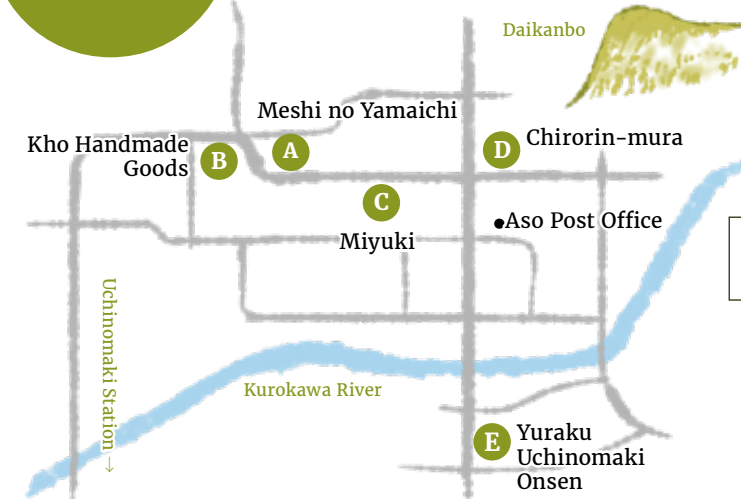 Daikanbo
Meshi no Yamaichi
Kho Handmade
Goods
B
A
D
Chirorin-mura
C
Miyuki
Aso Post Office
Uchinomaki Station →
Kurokawa River
E
Yuraku
Uchinomaki
Onsen